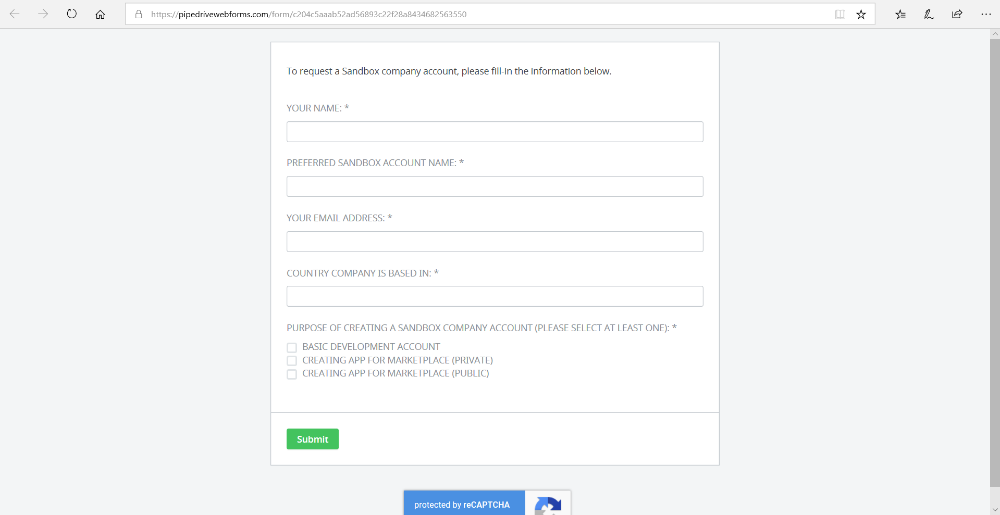 https://pipedrivewebforms.com/form/c204c5aaab52ad56893c22f28a8434682563550
To request a Sandbox company account, please fill-in the information below.
YOUR NAME: *
PREFERRED SANDBOX ACCOUNT NAME: *
YOUR EMAIL ADDRESS: *
COUNTRY COMPANY IS BASED IN: *
PURPOSE OF CREATING A SANDBOX COMPANY ACCOUNT (PLEASE SELECT AT LEAST ONE): *
BASIC DEVELOPMENT ACCOUNT
CREATING APP FOR MARKETPLACE (PRIVATE)
CREATING APP FOR MARKETPLACE (PUBLIC)
Submit
protected by reCAPTCHA